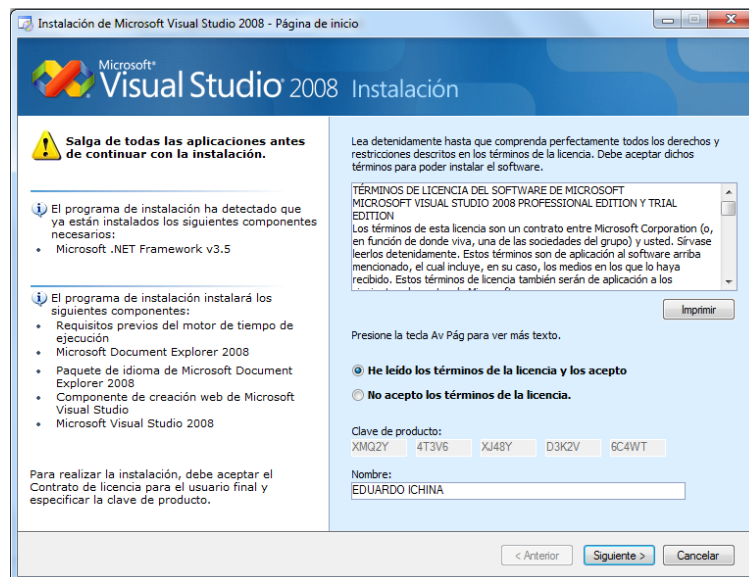 Instalación de Microsoft Visual Studio 2008 - Página de inicio
Microsoft®
Visual Studio® 2008 Instalación
Salga de todas las aplicaciones antes
de continuar con la instalación.
El programa de instalación ha detectado que
ya están instalados los siguientes componentes
necesarios:
• Microsoft .NET Framework v3.5
El programa de instalación instalará los
siguientes componentes:
• Requisitos previos del motor de tiempo de
ejecución
• Microsoft Document Explorer 2008
• Paquete de idioma de Microsoft Document
Explorer 2008
• Componente de creación web de Microsoft
Visual Studio
• Microsoft Visual Studio 2008
Para realizar la instalación, debe aceptar el
Contrato de licencia para el usuario final y
especificar la clave de producto.
Lea detenidamente hasta que comprenda perfectamente todos los derechos y
restricciones descritos en los términos de la licencia. Debe aceptar dichos
términos para poder instalar el software.
TÉRMINOS DE LICENCIA DEL SOFTWARE DE MICROSOFT
MICROSOFT VISUAL STUDIO 2008 PROFESSIONAL EDITION Y TRIAL
EDITION
Los términos de esta licencia son un contrato entre Microsoft Corporation (o,
en función de donde viva, una de las sociedades del grupo) y usted. Sírvase
leerlos detenidamente. Estos términos son de aplicación al software arriba
mencionado, el cual incluye, en su caso, los medios en los que lo haya
recibido. Estos términos de licencia también serán de aplicación a los
Imprimir
Presione la tecla Av Pág para ver más texto.
He leído los términos de la licencia y los acepto
No acepto los términos de la licencia.
Clave de producto:
XMQ2Y 4T3V6 XJ48Y D3K2V 6C4WT
Nombre:
EDUARDO ICHINA
< Anterior Siguiente > Cancelar